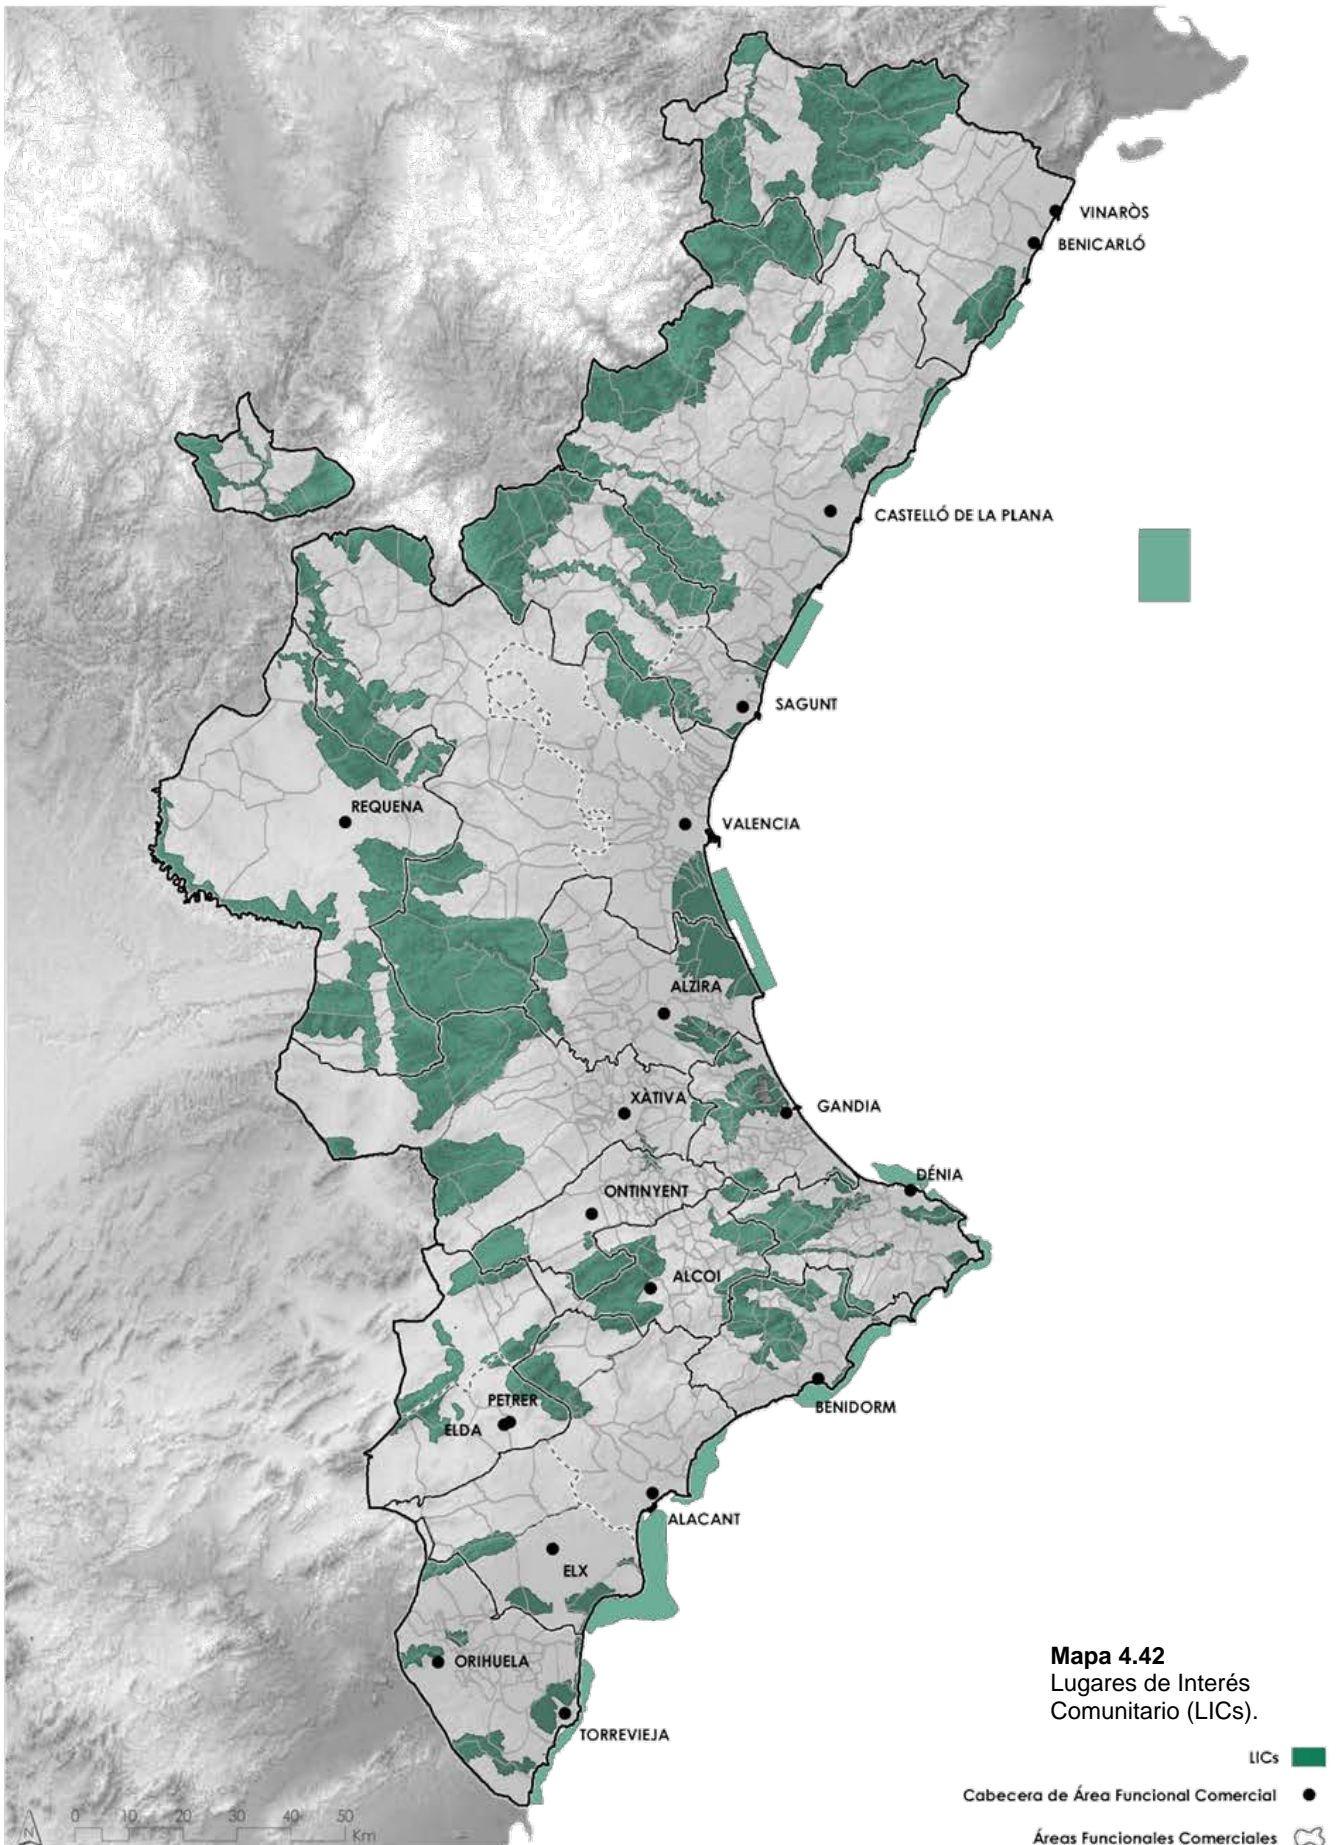 VINARÒS
BENICARLÓ
CASTELLÓ DE LA PLANA
SAGUNT
REQUENA
VALENCIA
ALZIRA
XÀTIVA
GANDIA
DÉNIA
ONTINYENT
ALCOI
PETRER
BENIDORM
ELDA
ALACANT
ELX
ORIHUELA
TORREVIEJA
Mapa 4.42
Lugares de Interés
Comunitario (LICs).
LICs
Cabecera de Área Funcional Comercial
Áreas Funcionales Comerciales
N 0 10 20 30 40 50
Km